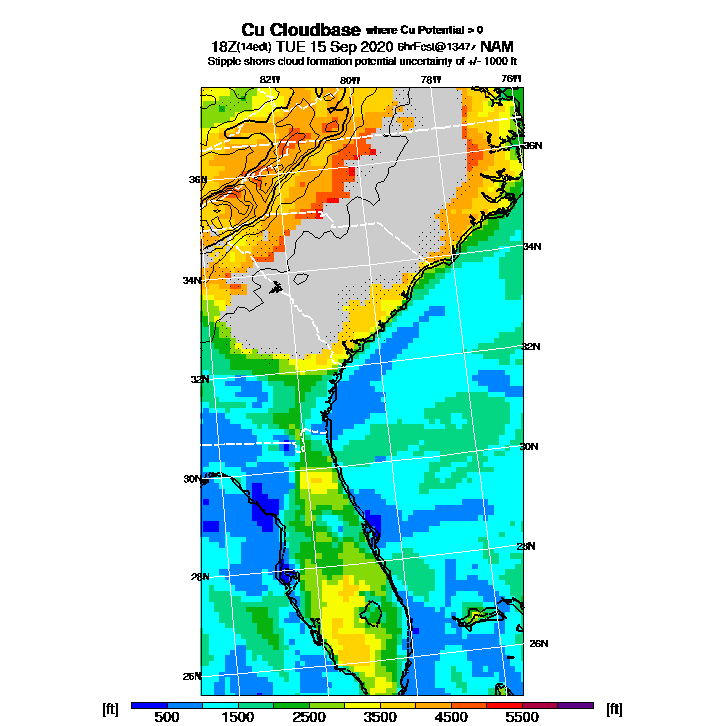 Cu Cloudbase where Cu Potential > 0
18Z(14edt) TUE 15 Sep 2020 6hrFcst@1347z NAM
Stipple shows cloud formation potential uncertainty of +/- 1000 ft
82W 80W 78W 76W
36N
36N
34N
34N
32N
32N
30N
30N
28N
28N
26N
26N
[ft] 500 1500 2500 3500 4500 5500 [ft]